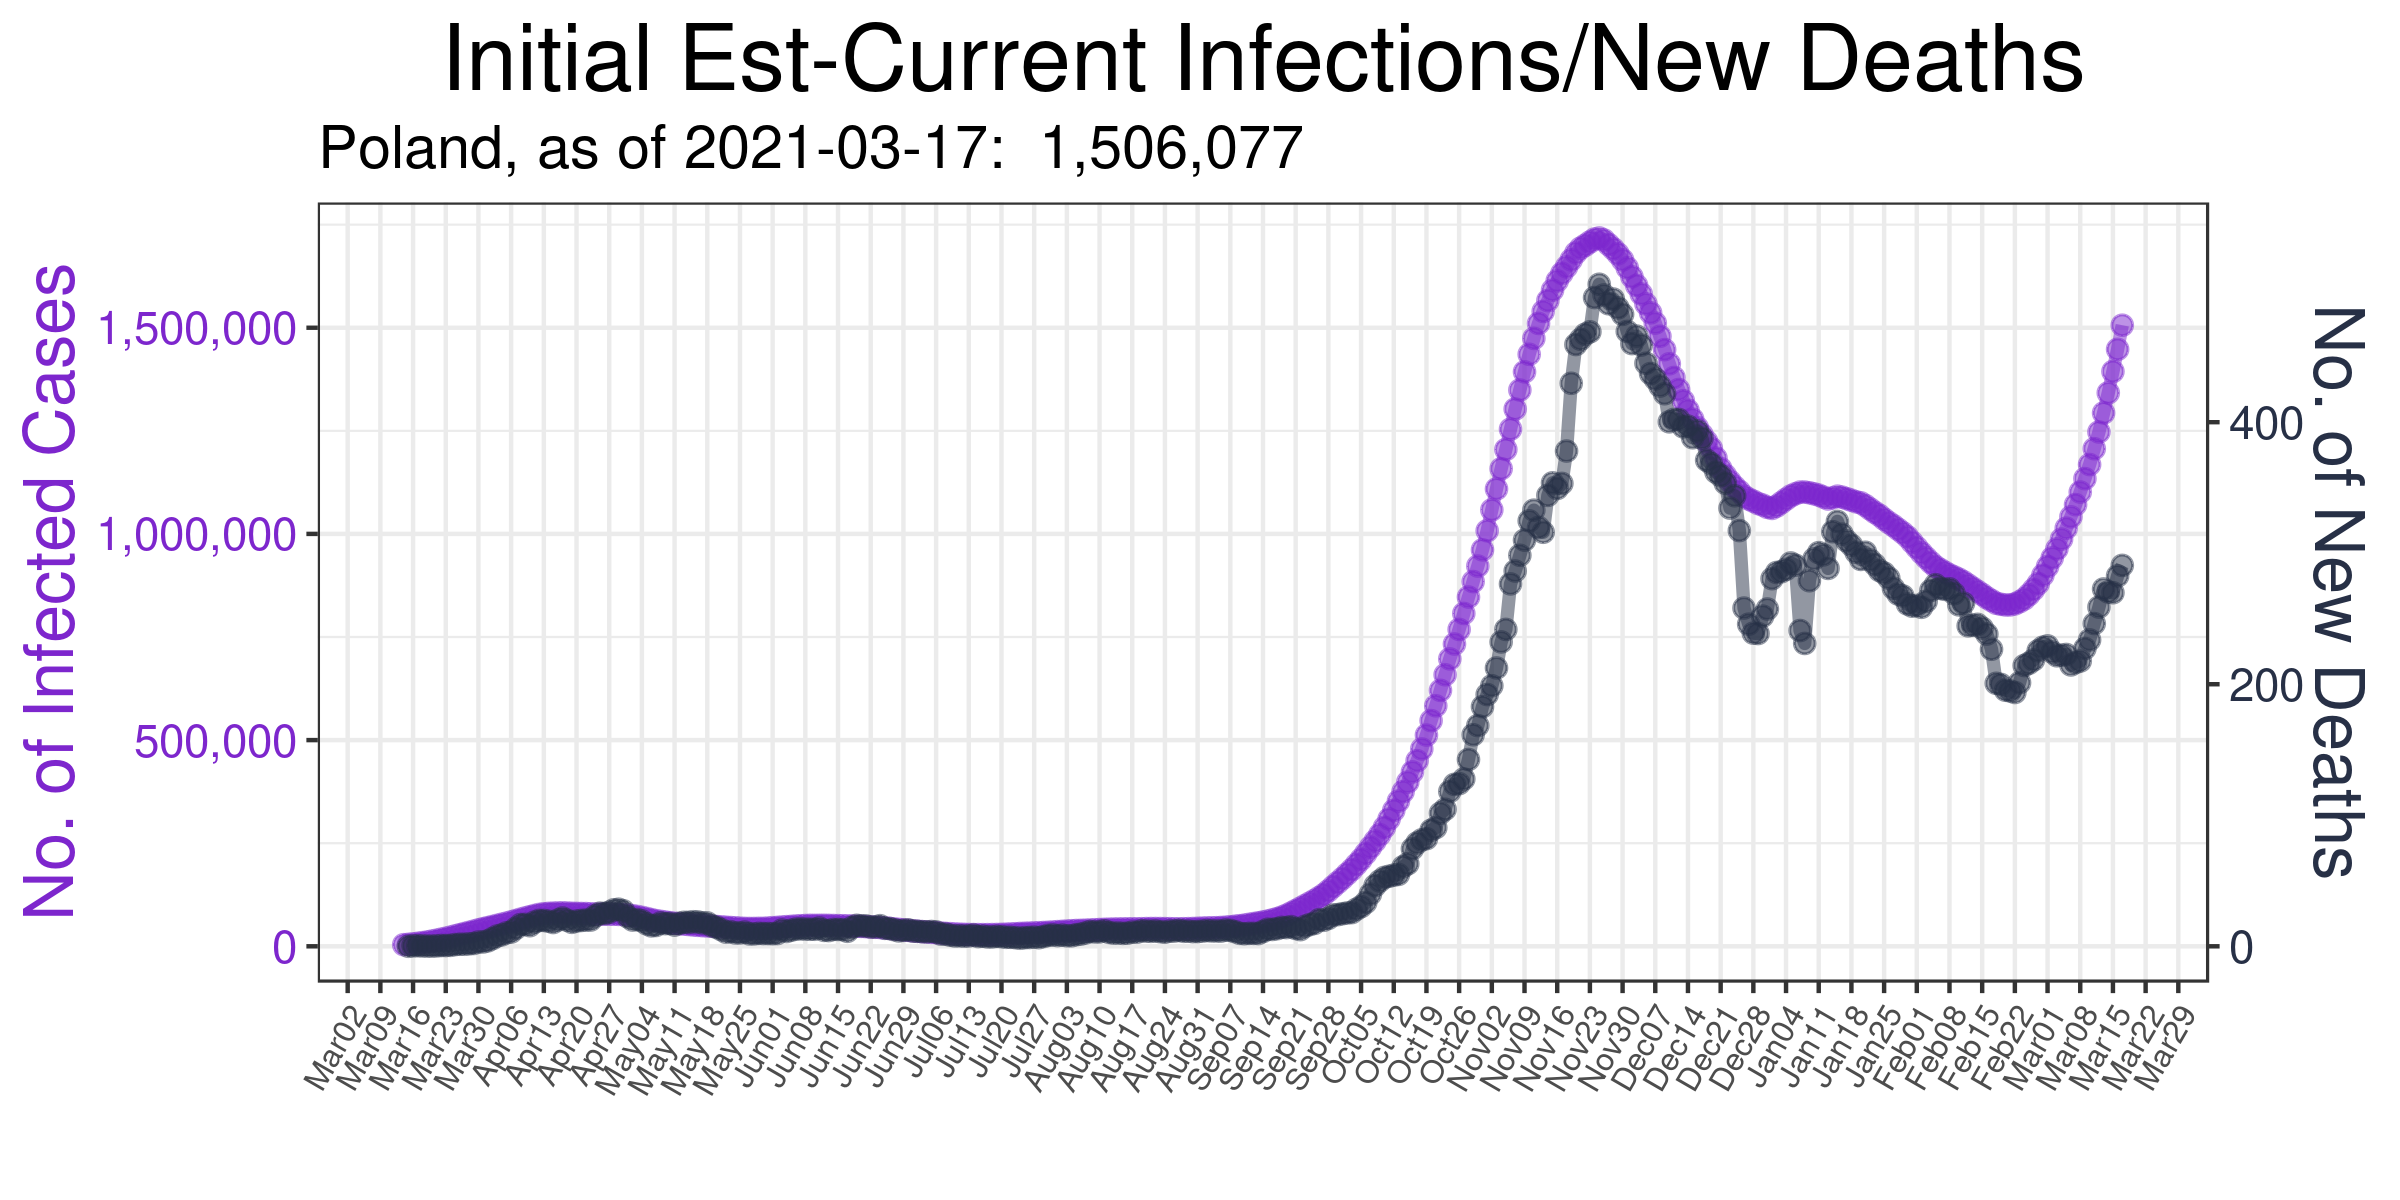 Initial Est-Current Infections/New Deaths
Poland, as of 2021-03-17:  1,506,077
No. of Infected Cases
1,500,000
1,000,000
500,000
0
400
200
0
No. of New Deaths
Mar02
Mar09
Mar16
Mar23
Mar30
Apr06
Apr13
Apr20
Apr27
May04
May11
May18
May25
Jun01
Jun08
Jun15
Jun22
Jun29
Jul06
Jul13
Jul20
Jul27
Aug03
Aug10
Aug17
Aug24
Aug31
Sep07
Sep14
Sep21
Sep28
Oct05
Oct12
Oct19
Oct26
Nov02
Nov09
Nov16
Nov23
Nov30
Dec07
Dec14
Dec21
Dec28
Jan04
Jan11
Jan18
Jan25
Feb01
Feb08
Feb15
Feb22
Mar01
Mar08
Mar15
Mar22
Mar29